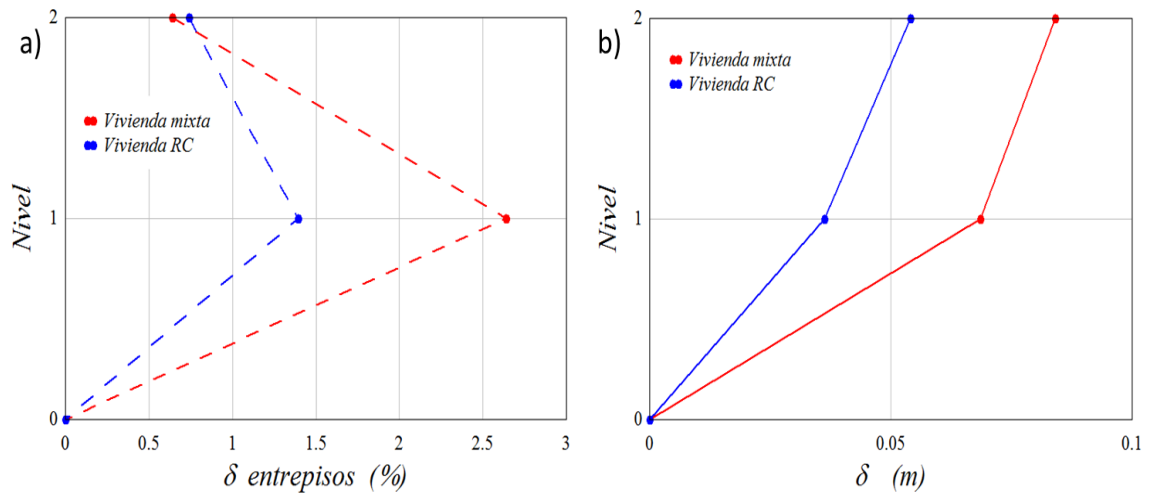 a)
2
1
0
Nivel
Vivienda mixta
Vivienda RC
0 0.5 1 1.5 2 2.5 3
δ entrepisos (%)
b)
2
1
0
Nivel
Vivienda mixta
Vivienda RC
0 0.05 0.1
δ (m)